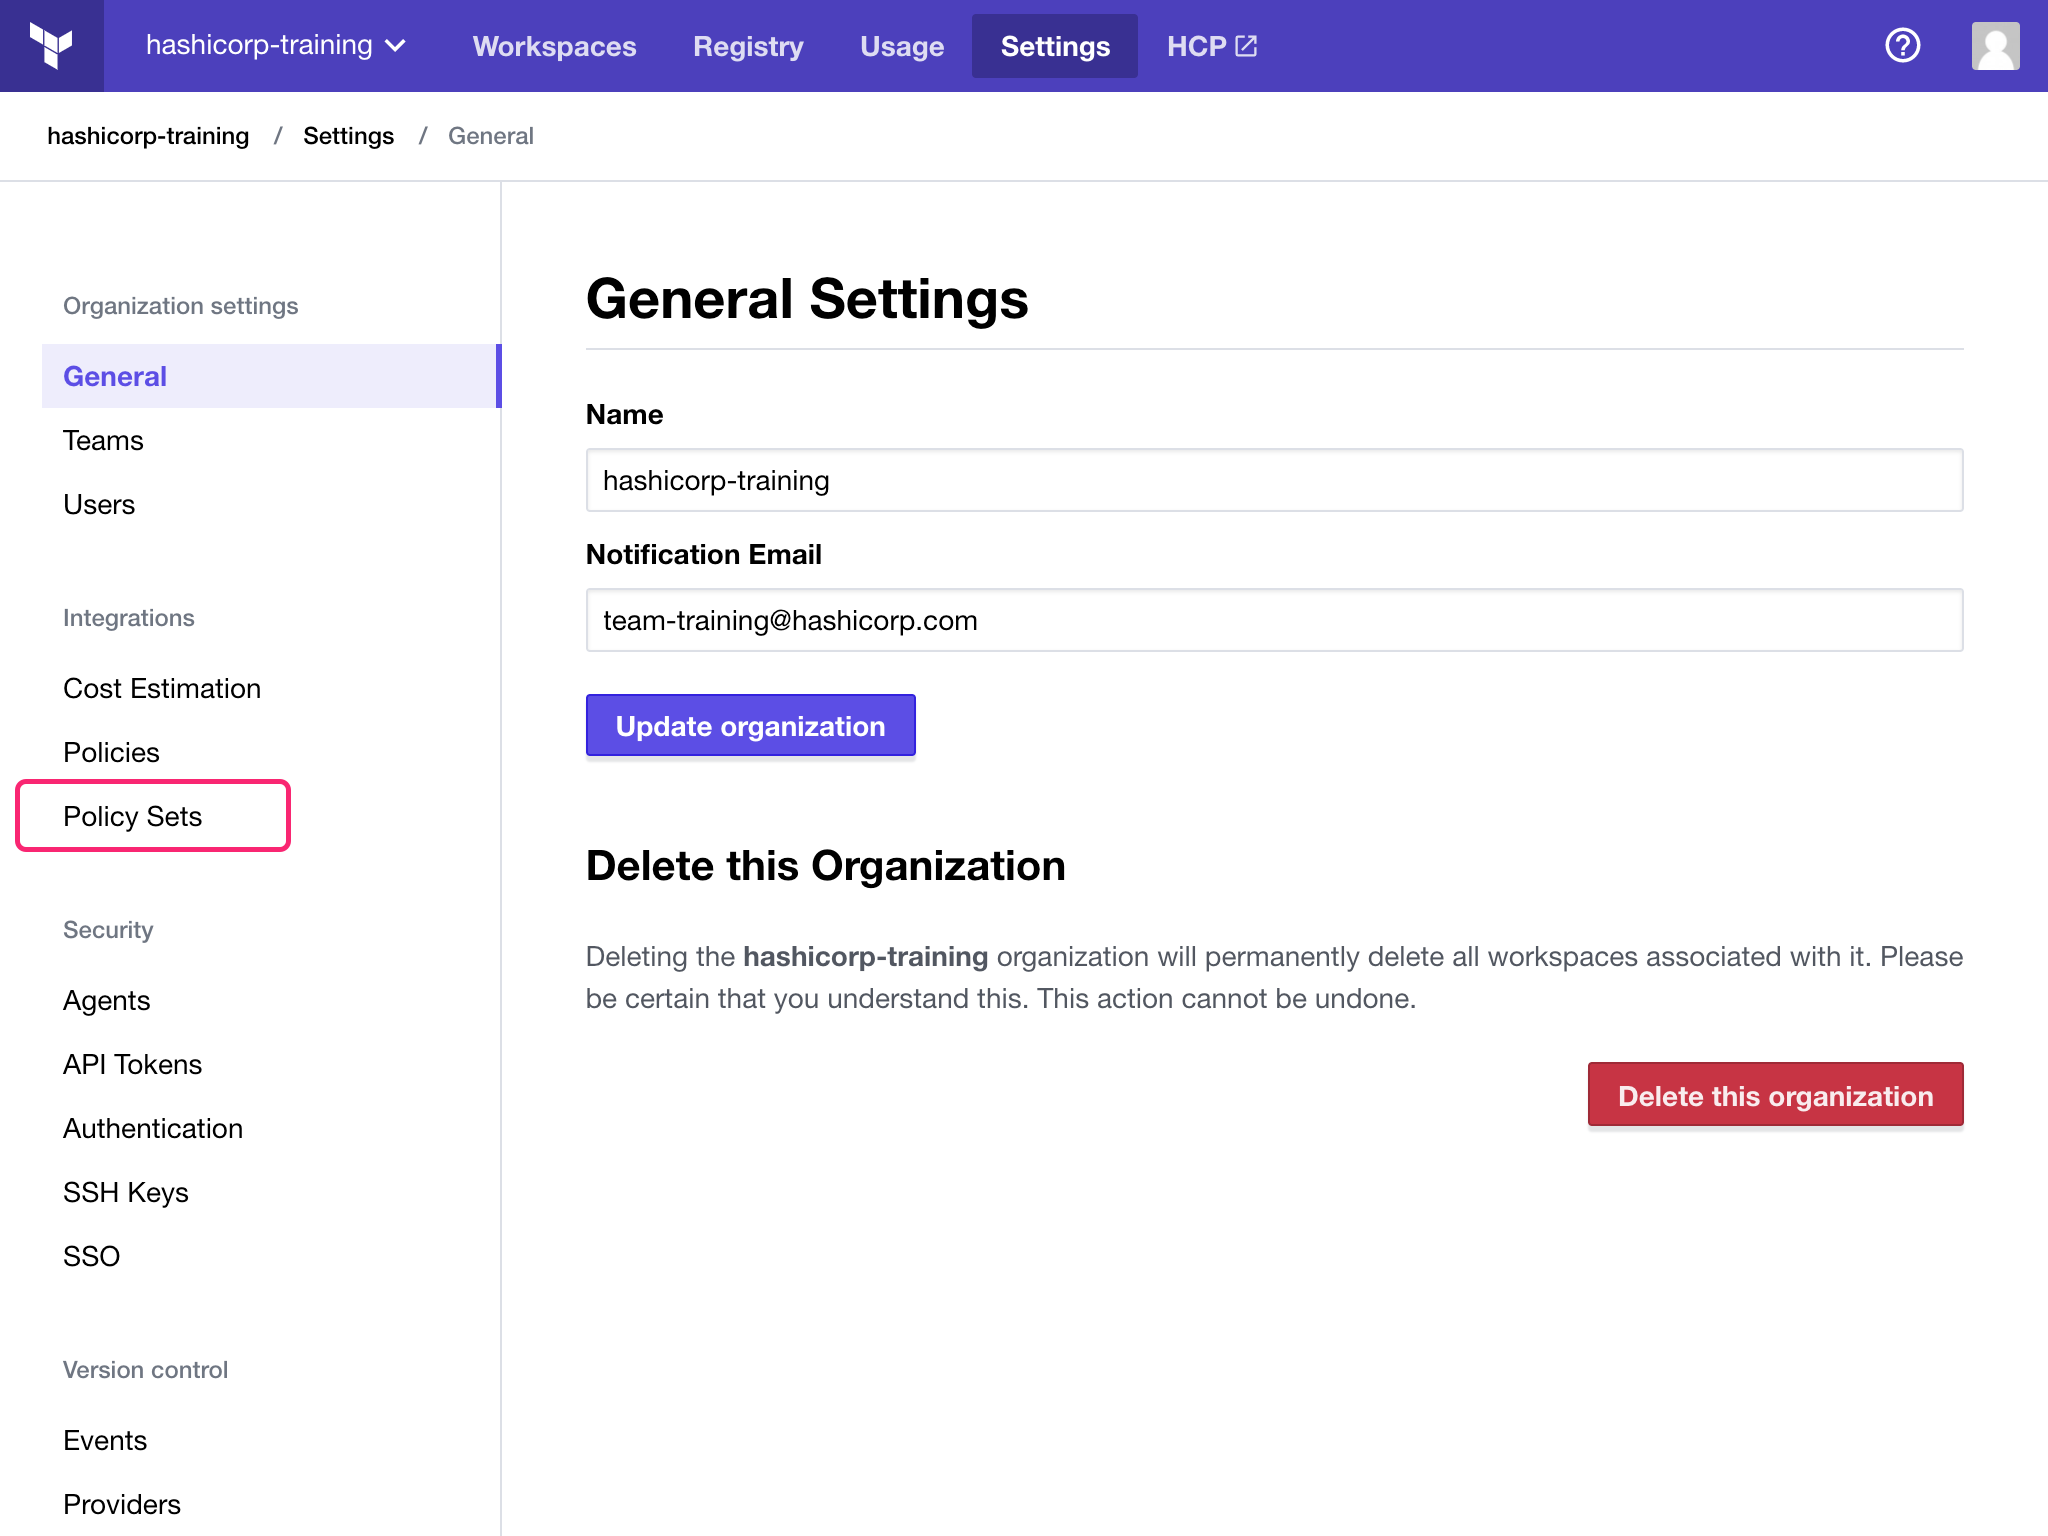 hashicorp-training Workspaces Registry Usage Settings HCP
hashicorp-training / Settings / General
Organization settings
General
Teams
Users
Integrations
Cost Estimation
Policies
Policy Sets
Security
Agents
API Tokens
Authentication
SSH Keys
SSO
Version control
Events
Providers
General Settings
Name
hashicorp-training
Notification Email
team-training@hashicorp.com
Update organization
Delete this Organization
Deleting the hashicorp-training organization will permanently delete all workspaces associated with it. Please
be certain that you understand this. This action cannot be undone.
Delete this organization